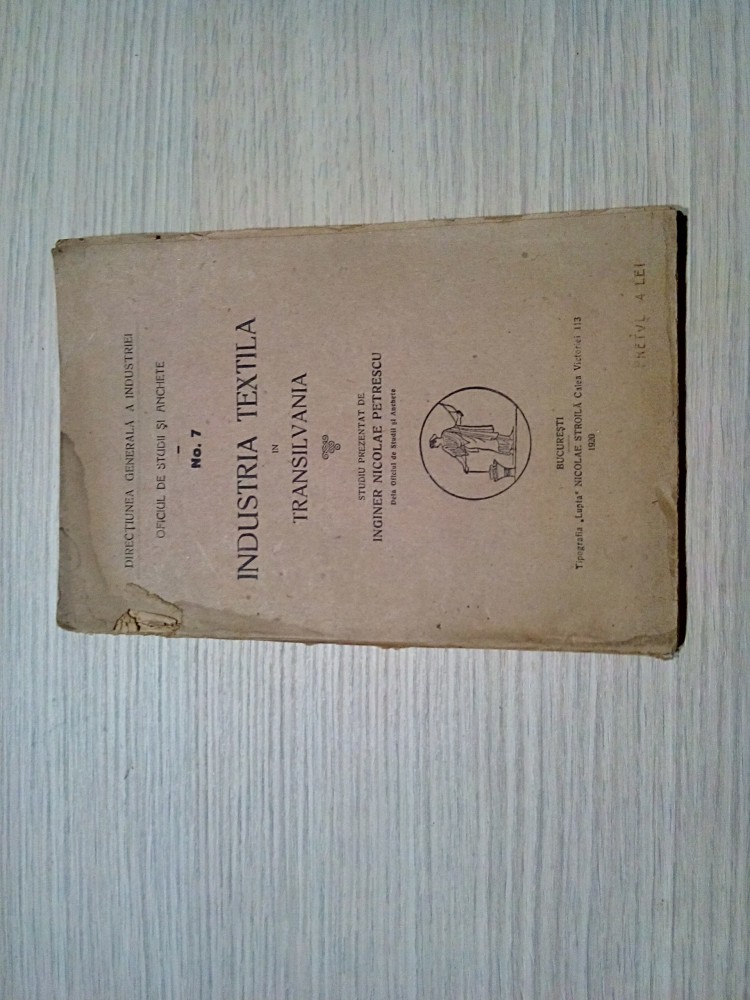 DIRECȚIUNEA GENERALĂ A INDUSTRIEI
OFICIUL DE STUDII ȘI ANCHETE
No. 7
INDUSTRIA TEXTILA
IN
TRANSILVANIA
STUDIU PREZENTAT DE
INGINER NICOLAE PETRESCU
Dela Oficiul de Studii și Anchete
BUCUREȘTI
1920
Tipografia „Lupta" NICOLAE STROILĂ Calea Victoriei 113
PREȚUL 4 LEI